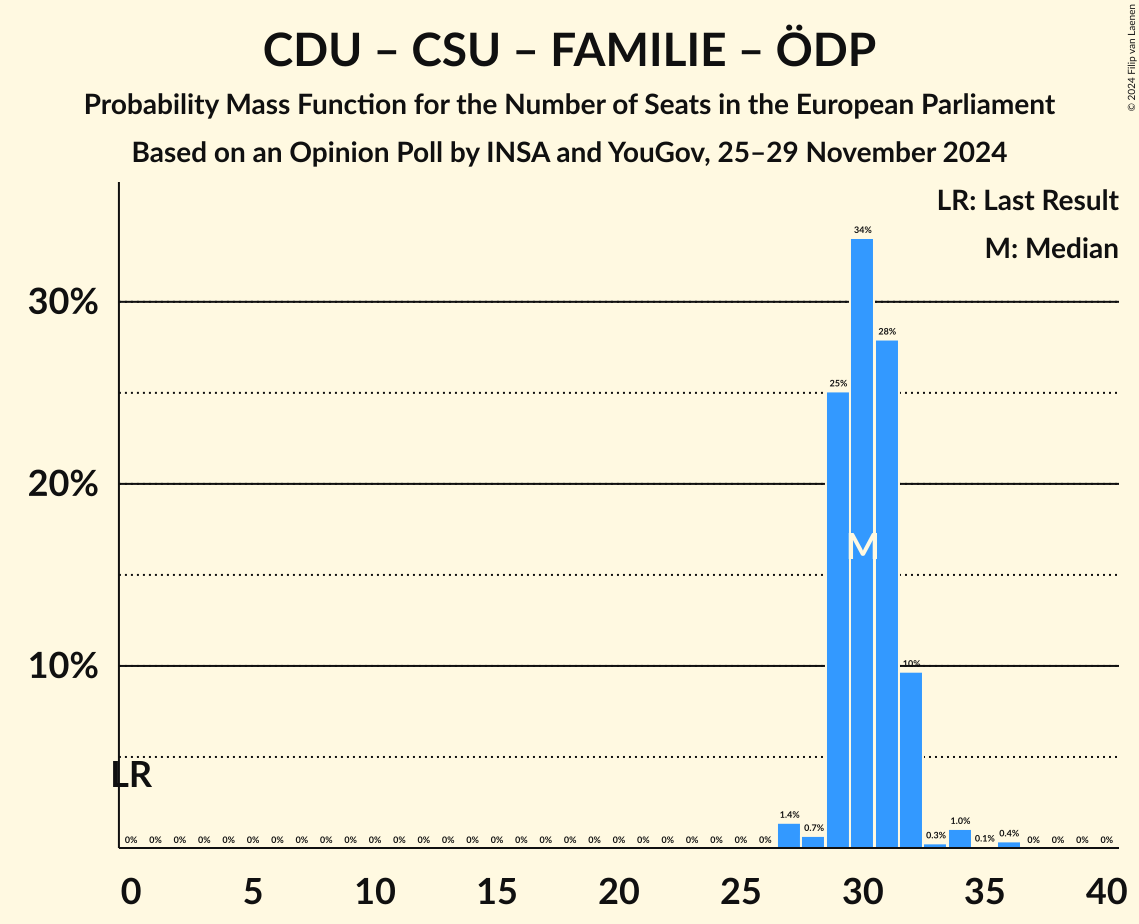 CDU – CSU – FAMILIE – ÖDP
Probability Mass Function for the Number of Seats in the European Parliament
Based on an Opinion Poll by INSA and YouGov, 25–29 November 2024
© 2024 Filip van Laenen
LR: Last Result
M: Median
34%
30%
28%
25%
20%
M
10%
10%
LR
0% 0% 0% 0% 0% 0% 0% 0% 0% 0% 0% 0% 0% 0% 0% 0% 0% 0% 0% 0% 0% 0% 0% 0% 0% 0% 0% 1.4% 0.7% 0.3% 1.0% 0.1% 0.4% 0% 0% 0% 0%
0 5 10 15 20 25 30 35 40